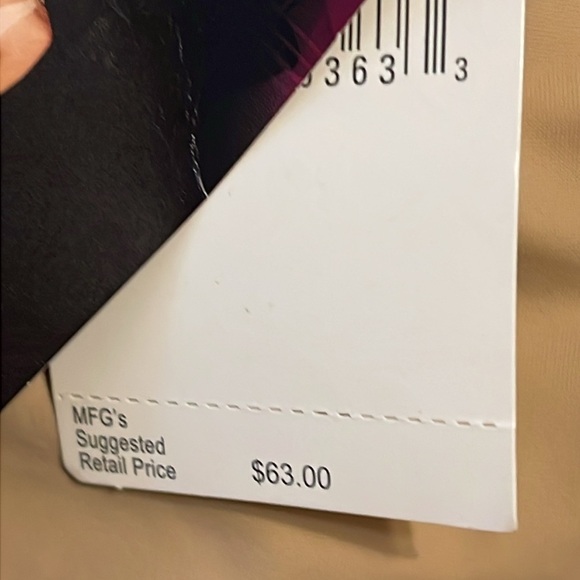 363 3
MFG's
Suggested
Retail Price
$63.00